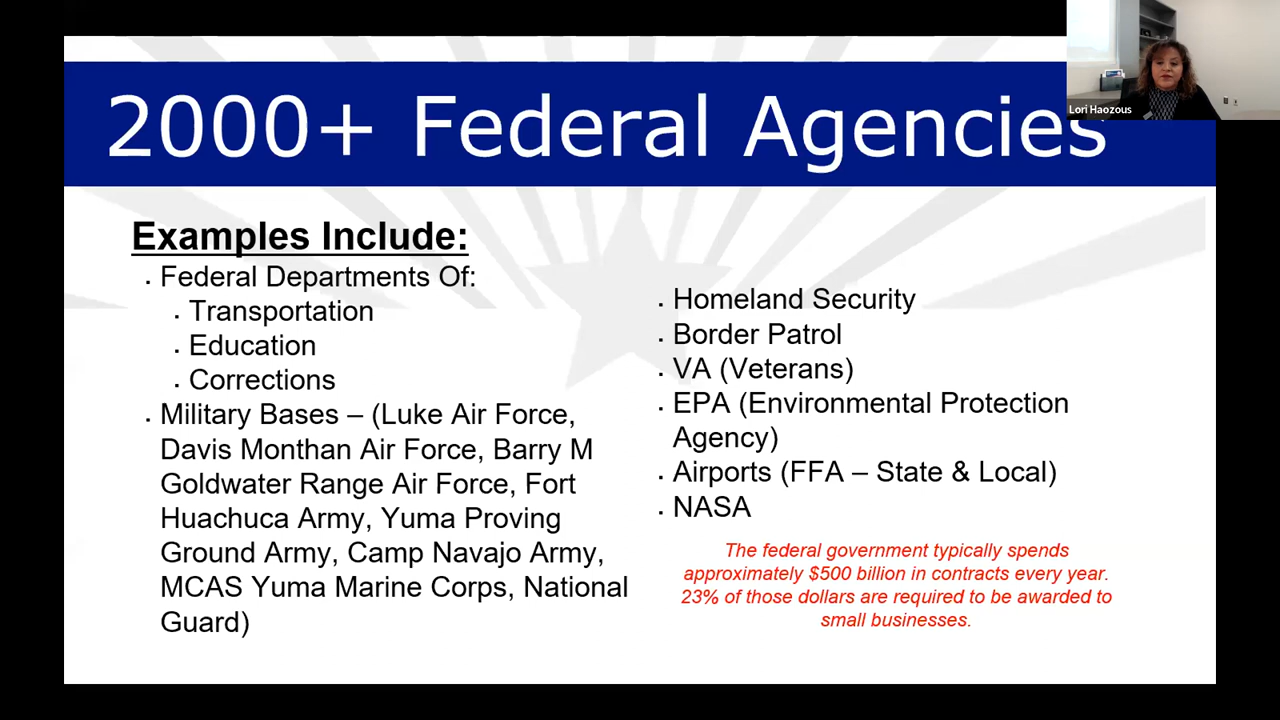 2000+ Federal Agencies
Lori Haozous
Examples Include:
Federal Departments Of:
Transportation
Education
Corrections
Military Bases – (Luke Air Force,
Davis Monthan Air Force, Barry M
Goldwater Range Air Force, Fort
Huachuca Army, Yuma Proving
Ground Army, Camp Navajo Army,
MCAS Yuma Marine Corps, National
Guard)
Homeland Security
Border Patrol
VA (Veterans)
EPA (Environmental Protection
Agency)
Airports (FFA – State & Local)
NASA
The federal government typically spends
approximately $500 billion in contracts every year.
23% of those dollars are required to be awarded to
small businesses.